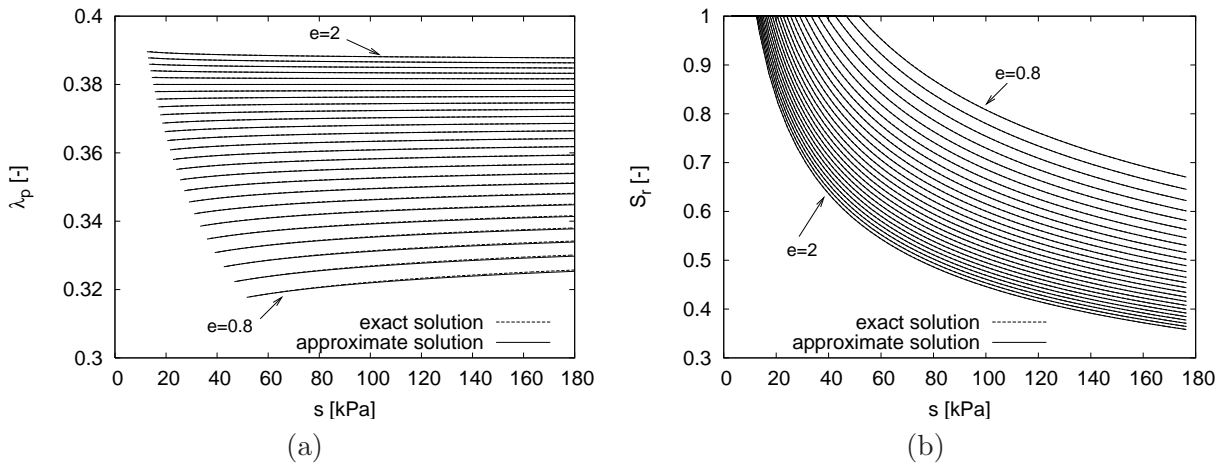 0.4
0.38
0.36
0.34
0.32
0.3
λp [-]
0 20 40 60 80 100 120 140 160 180
s [kPa]
e=2
e=0.8
exact solution
approximate solution
(a)
1
0.9
0.8
0.7
0.6
0.5
0.4
0.3
Sr [-]
0 20 40 60 80 100 120 140 160 180
s [kPa]
e=0.8
e=2
exact solution
approximate solution
(b)